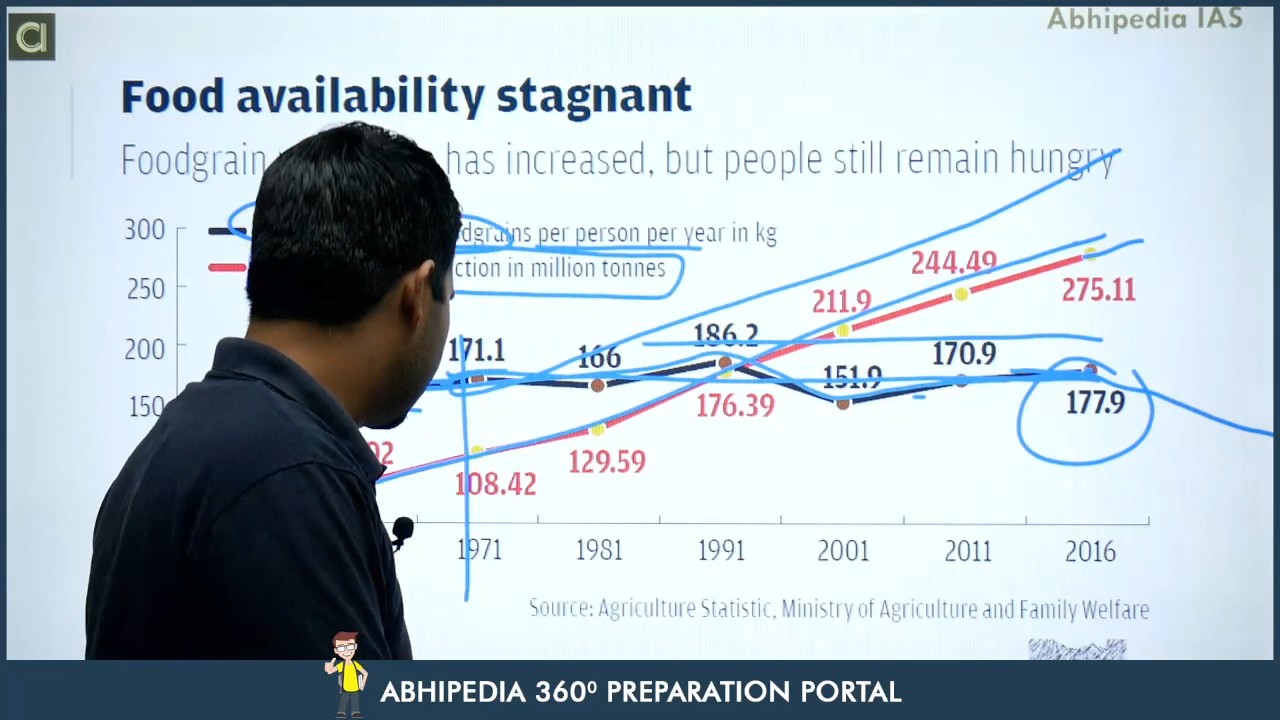 Abhipedia IAS
Food availability stagnant
Foodgrain has increased, but people still remain hungry
300
per person per year in kg
in million tonnes
250
244.49
275.11
211.9
200
171.1
166
186.2
151.9
170.9
150
177.9
176.39
129.59
108.42
1971 1981 1991 2001 2011 2016
Source: Agriculture Statistic, Ministry of Agriculture and Family Welfare
ABHIPEDIA 360º PREPARATION PORTAL